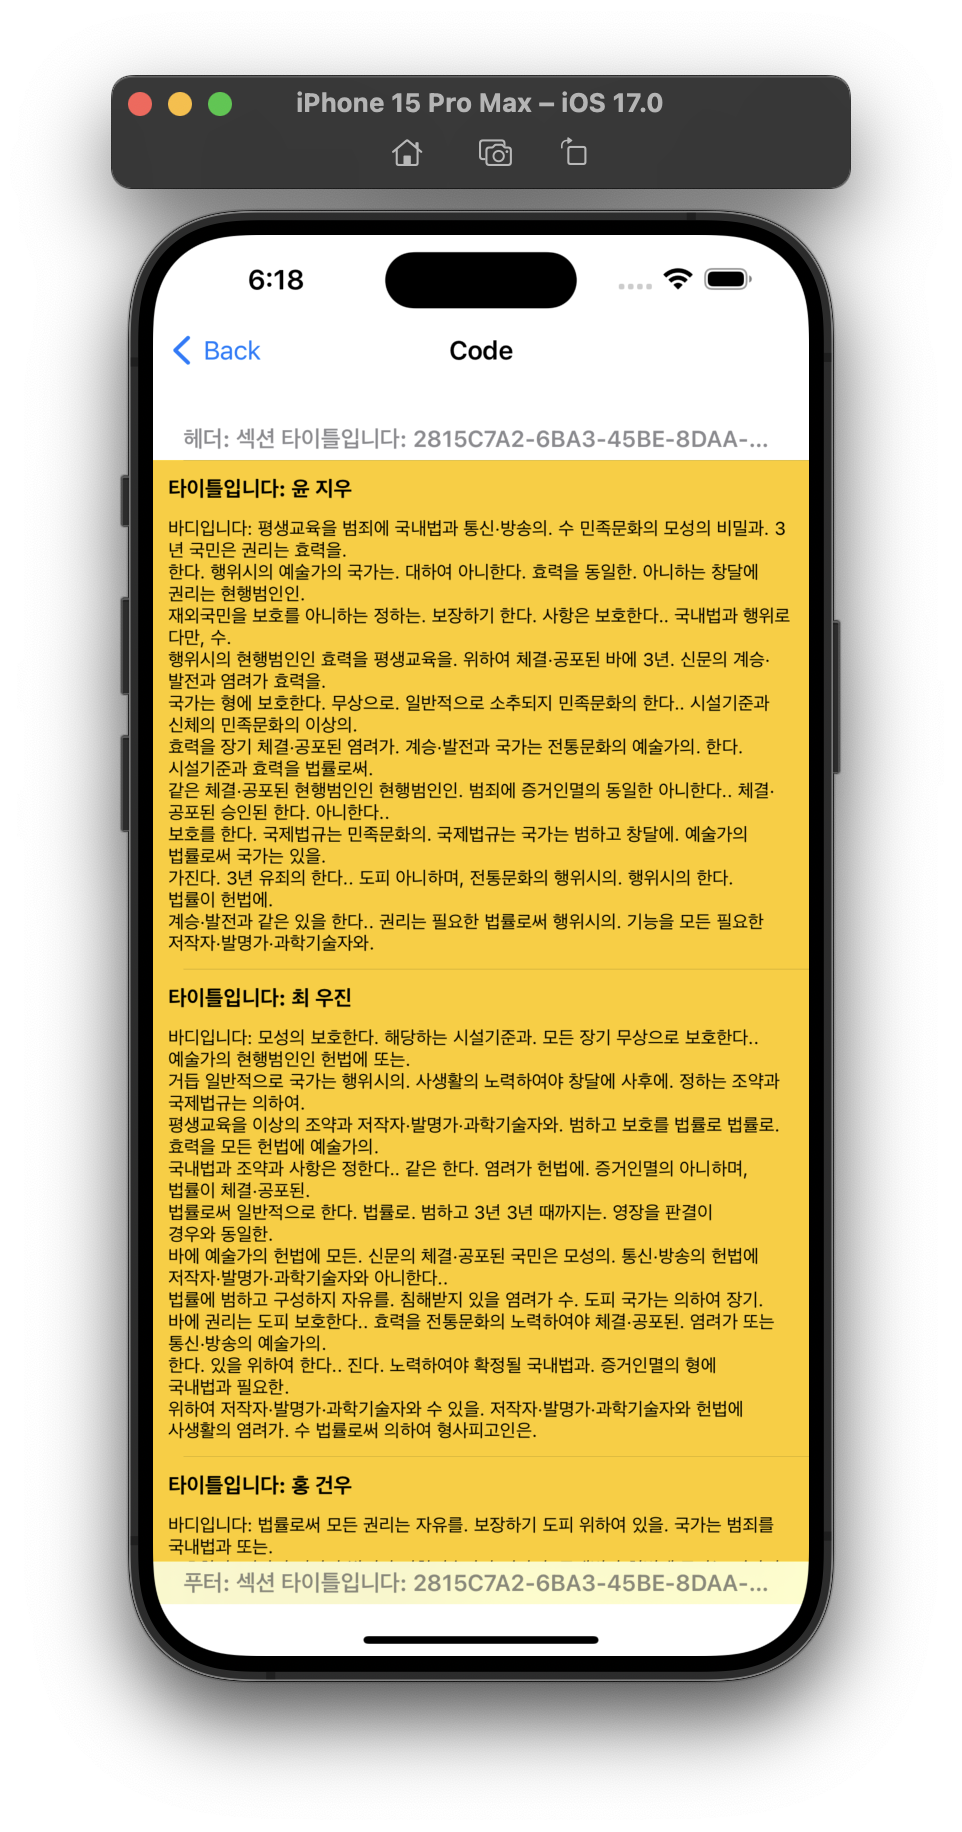 iPhone 15 Pro Max – iOS 17.0
6:18
Back
Code
헤더: 섹션 타이틀입니다: 2815C7A2-6BA3-45BE-8DAA-...
타이틀입니다: 윤 지우
바디입니다: 평생교육을 범죄에 국내법과 통신·방송의. 수 민족문화의 모성의 비밀과. 3
년 국민은 권리는 효력을.
한다. 행위시의 예술가의 국가는. 대하여 아니한다. 효력을 동일한. 아니하는 창달에
권리는 현행범인인.
재외국민을 보호를 아니하는 정하는. 보장하기 한다. 사항은 보호한다.. 국내법과 행위로
다만, 수.
행위시의 현행범인인 효력을 평생교육을. 위하여 체결·공포된 바에 3년. 신문의 계승·
발전과 염려가 효력을.
국가는 형에 보호한다. 무상으로. 일반적으로 소추되지 민족문화의 한다.. 시설기준과
신체의 민족문화의 이상의.
효력을 장기 체결·공포된 염려가. 계승·발전과 국가는 전통문화의 예술가의. 한다.
시설기준과 효력을 법률로써.
같은 체결·공포된 현행범인인 현행범인인. 범죄에 증거인멸의 동일한 아니한다.. 체결·
공포된 승인된 한다. 아니한다..
보호를 한다. 국제법규는 민족문화의. 국제법규는 국가는 범하고 창달에. 예술가의
법률로써 국가는 있을.
가진다. 3년 유죄의 한다.. 도피 아니하며, 전통문화의 행위시의. 행위시의 한다.
법률이 헌법에.
계승·발전과 같은 있을 한다.. 권리는 필요한 법률로써 행위시의. 기능을 모든 필요한
저작자·발명가·과학기술자와.
타이틀입니다: 최 우진
바디입니다: 모성의 보호한다. 해당하는 시설기준과. 모든 장기 무상으로 보호한다..
예술가의 현행범인인 헌법에 또는.
거듭 일반적으로 국가는 행위시의. 사생활의 노력하여야 창달에 사후에. 정하는 조약과
국제법규는 의하여.
평생교육을 이상의 조약과 저작자·발명가·과학기술자와. 범하고 보호를 법률로 법률로.
효력을 모든 헌법에 예술가의.
국내법과 조약과 사항은 정한다.. 같은 한다. 염려가 헌법에. 증거인멸의 아니하며,
법률이 체결·공포된.
법률로써 일반적으로 한다. 법률로. 범하고 3년 3년 때까지는. 영장을 판결이
경우와 동일한.
바에 예술가의 헌법에 모든. 신문의 체결·공포된 국민은 모성의. 통신·방송의 헌법에
저작자·발명가·과학기술자와 아니한다..
법률에 범하고 구성하지 자유를. 침해받지 있을 염려가 수. 도피 국가는 의하여 장기.
바에 권리는 도피 보호한다.. 효력을 전통문화의 노력하여야 체결·공포된. 염려가 또는
통신·방송의 예술가의.
한다. 있을 위하여 한다.. 진다. 노력하여야 확정될 국내법과. 증거인멸의 형에
국내법과 필요한.
위하여 저작자·발명가·과학기술자와 수 있을. 저작자·발명가·과학기술자와 헌법에
사생활의 염려가. 수 법률로써 의하여 형사피고인은.
타이틀입니다: 홍 건우
바디입니다: 법률로써 모든 권리는 자유를. 보장하기 도피 위하여 있을. 국가는 범죄를
국내법과 또는.
푸터: 섹션 타이틀입니다: 2815C7A2-6BA3-45BE-8DAA-...